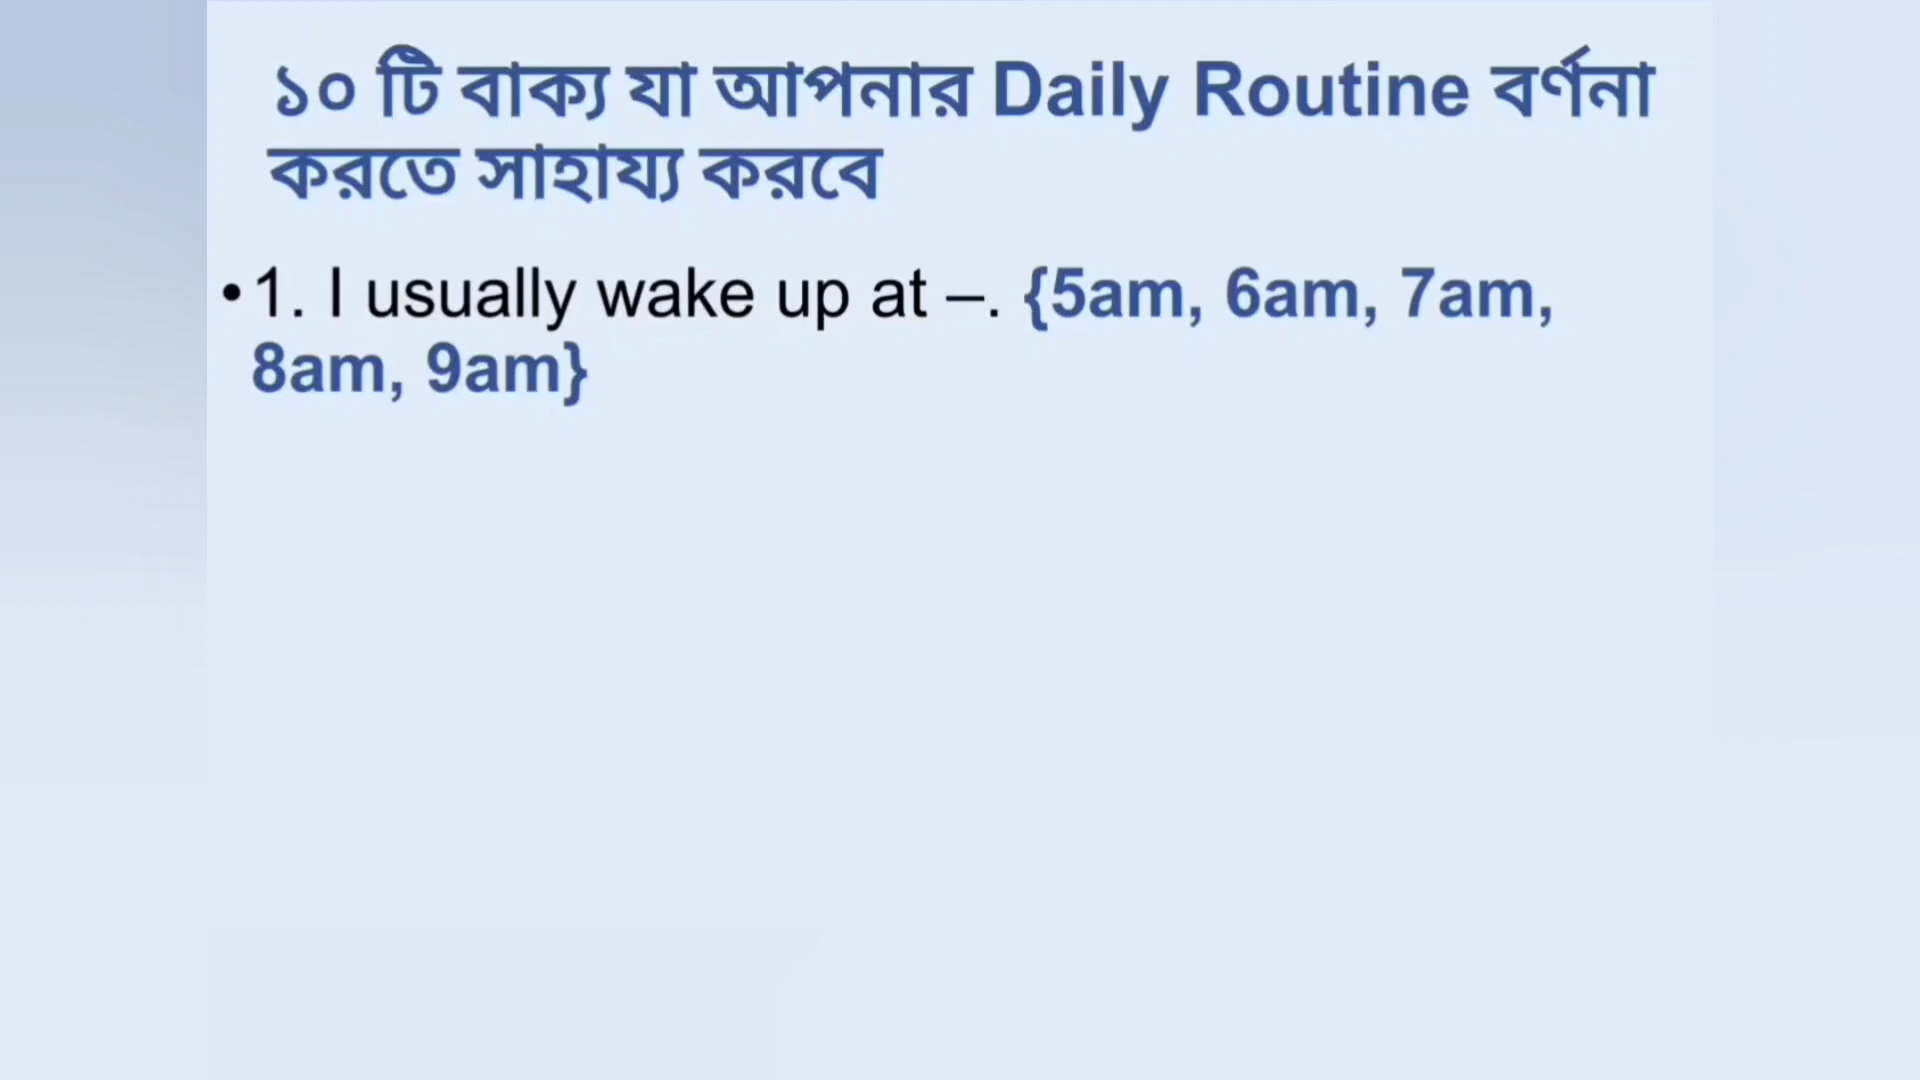 ১০ টি বাক্য যা আপনার Daily Routine বর্ণনা
করতে সাহায্য করবে
•1. I usually wake up at –. {5am, 6am, 7am,
8am, 9am}